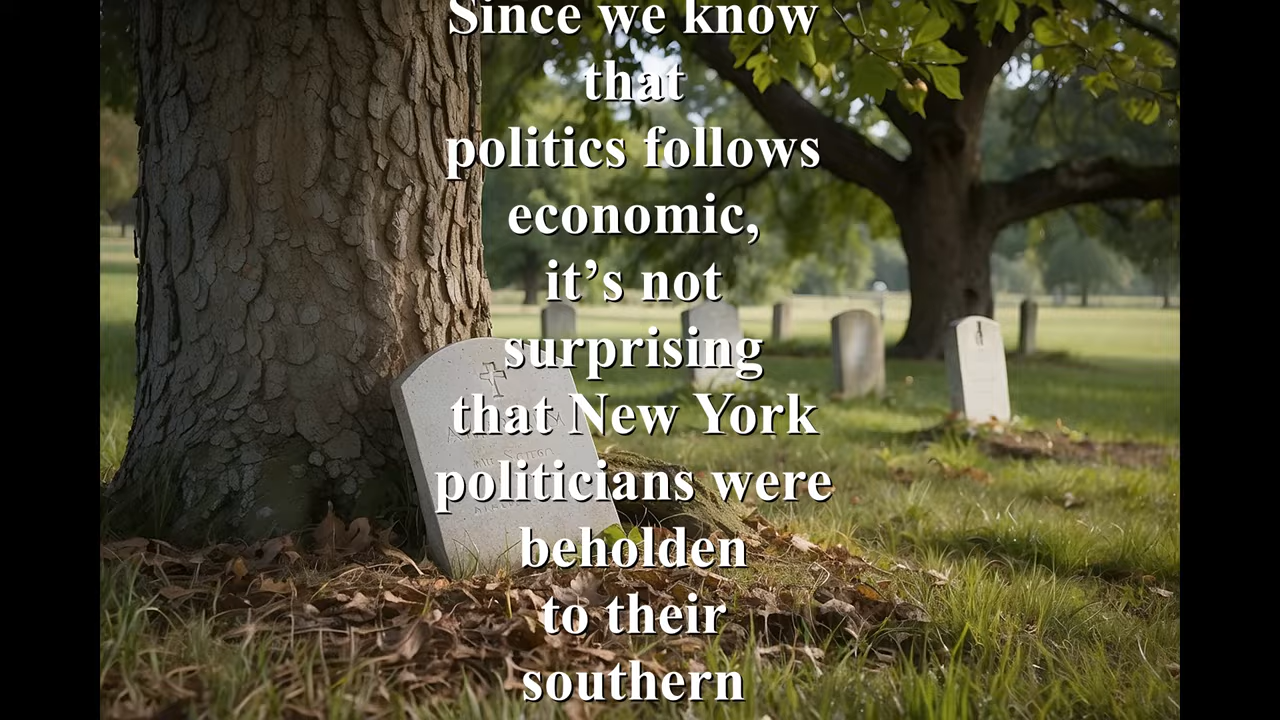 Since we know
that
politics follows
economic,
it’s not
surprising
that New York
politicians were
beholden
to their
southern